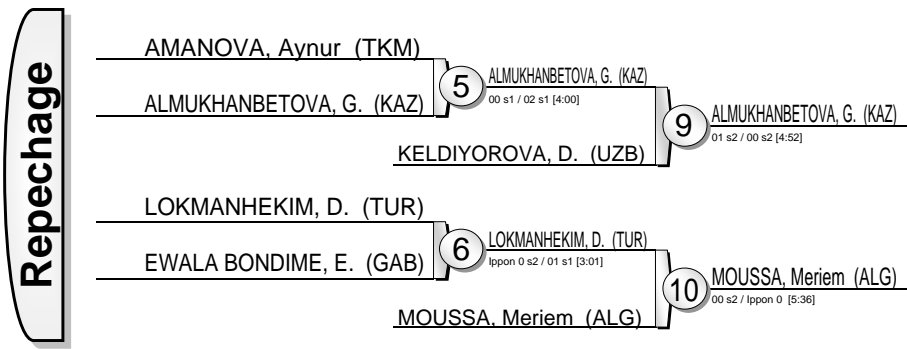 Repechage
AMANOVA, Aynur (TKM)
ALMUKHANBETOVA, G. (KAZ)
5
ALMUKHANBETOVA, G. (KAZ)
00 s1 / 02 s1 [4:00]
KELDIYOROVA, D. (UZB)
9
ALMUKHANBETOVA, G. (KAZ)
01 s2 / 00 s2 [4:52]
LOKMANHEKIM, D. (TUR)
EWALA BONDIME, E. (GAB)
6
LOKMANHEKIM, D. (TUR)
Ippon 0 s2 / 01 s1 [3:01]
MOUSSA, Meriem (ALG)
10
MOUSSA, Meriem (ALG)
00 s2 / Ippon 0 [5:36]